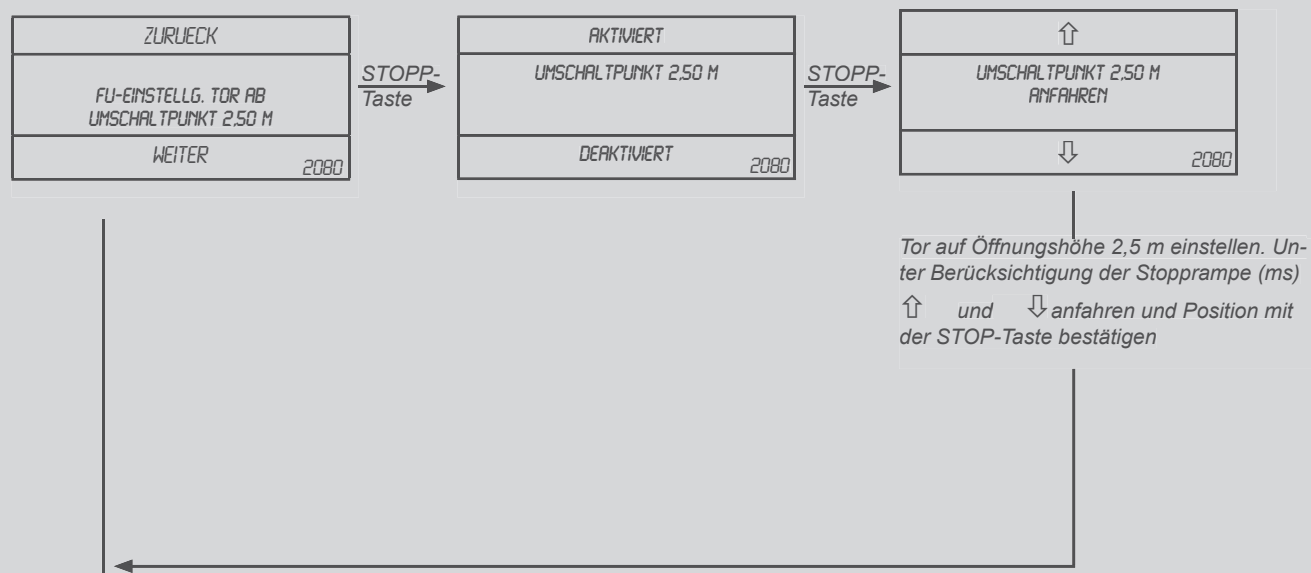 ZURUECK
FU-EINSTELLG. TOR AB
UMSCHALTPUNKT 2,50 M
WEITER
2080
STOPP-
Taste
AKTIVIERT
UMSCHALTPUNKT 2,50 M
DEAKTIVIERT
2080
STOPP-
Taste
⇧
UMSCHALTPUNKT 2,50 M
ANFAHREN
⇩
2080
Tor auf Öffnungshöhe 2,5 m einstellen. Un-
ter Berücksichtigung der Stopprampe (ms)
⇧ und ⇩ anfahren und Position mit
der STOP-Taste bestätigen